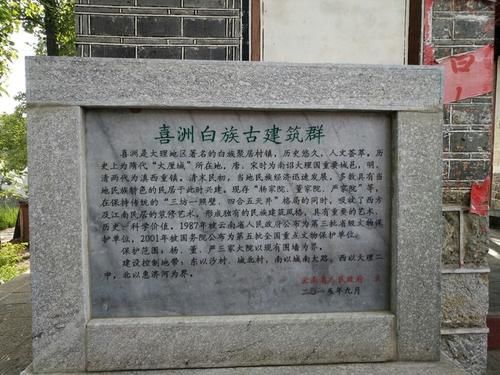 喜洲白族古建筑群
喜洲是大理地区著名的白族聚居村镇，历史悠久，人文荟萃。历
史上为隋代“大厘城”所在地，唐、宋时为南诏大理国重要城邑，明、
清两代为滇西重镇。清末民初，当地民族经济迅速发展，多数具有当
地民族特色的民居于此时兴建。现存“杨家院、董家院、严家院”等，
在保持传统的“三坊一照壁，四合五天井”格局的同时，吸收了西方
及江南民居的装修艺术，形成独有的民族建筑风格，具有重要的艺术、
历史、科学价值。1987年被云南省人民政府公布为第三批省级文物保
护单位，2001年被国务院公布为第五批全国重点文物保护单位。
保护范围：杨、董、严三家大院以现有围墙为界。
建设控制地带：东以沙村、城北村，南以城南大路，西以大理二
中，北以惠济河为界。
云南省人民政府 立
二〇一五年九月